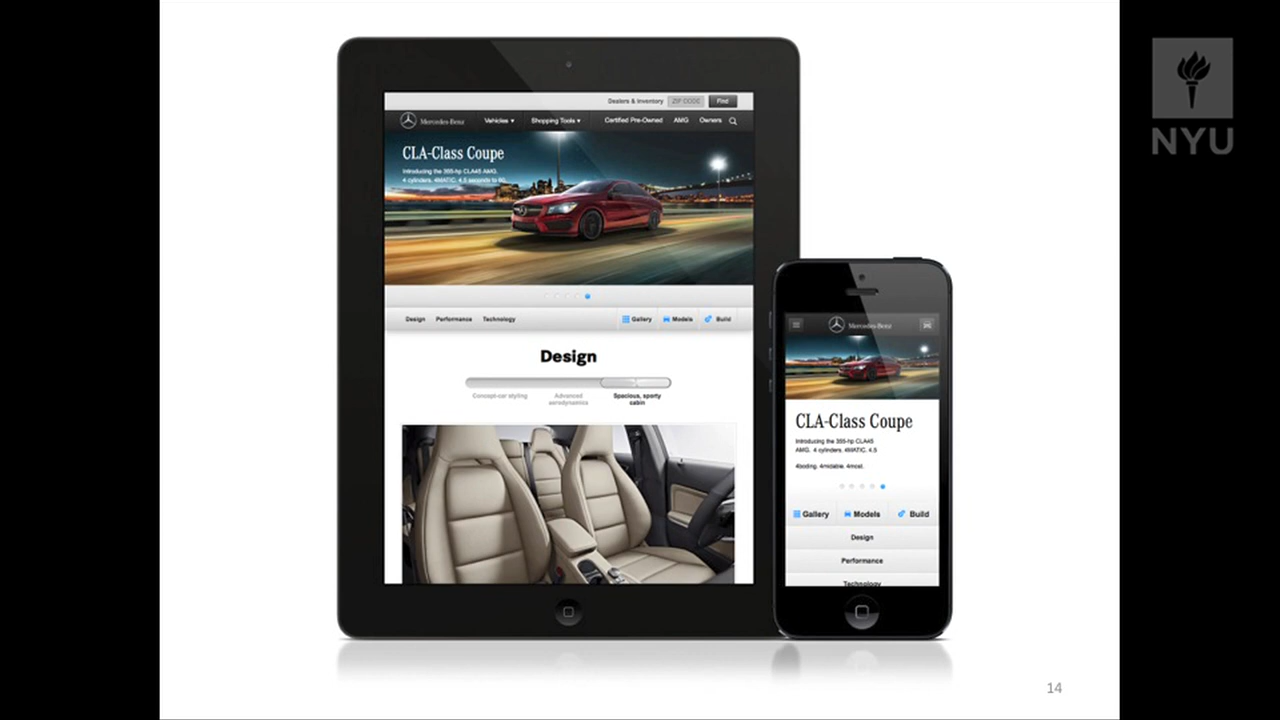 NYU
Dealers & Inventory ZIP CODE Find
Mercedes-Benz Vehicles Shopping Tools Certified Pre-Owned AMG Owners
CLA-Class Coupe
Introducing the 355-hp CLA45 AMG.
4 cylinders. 4MATIC. 4.5 seconds to 60.
Design Performance Technology Gallery Models Build
Design
Concept-car styling Advanced aerodynamics Spacious, sporty cabin
Mercedes-Benz
CLA-Class Coupe
Introducing the 355-hp CLA45
AMG. 4 cylinders. 4MATIC. 4.5
4boding. 4midable. 4most.
Gallery Models Build
Design
Performance
Technology
14